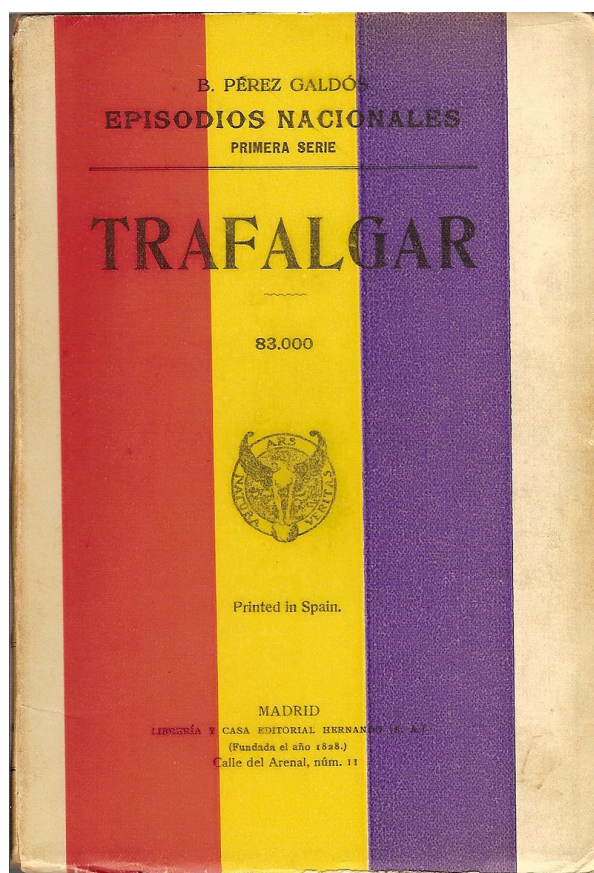 B. PÉREZ GALDÓS
EPISODIOS NACIONALES
PRIMERA SERIE
TRAFALGAR
83.000
ARS
NATURA
VERITAS
Printed in Spain.
MADRID
LIBRERÍA Y CASA EDITORIAL HERNANDO (S. A.)
(Fundada el año 1828.)
Calle del Arenal, núm. 11